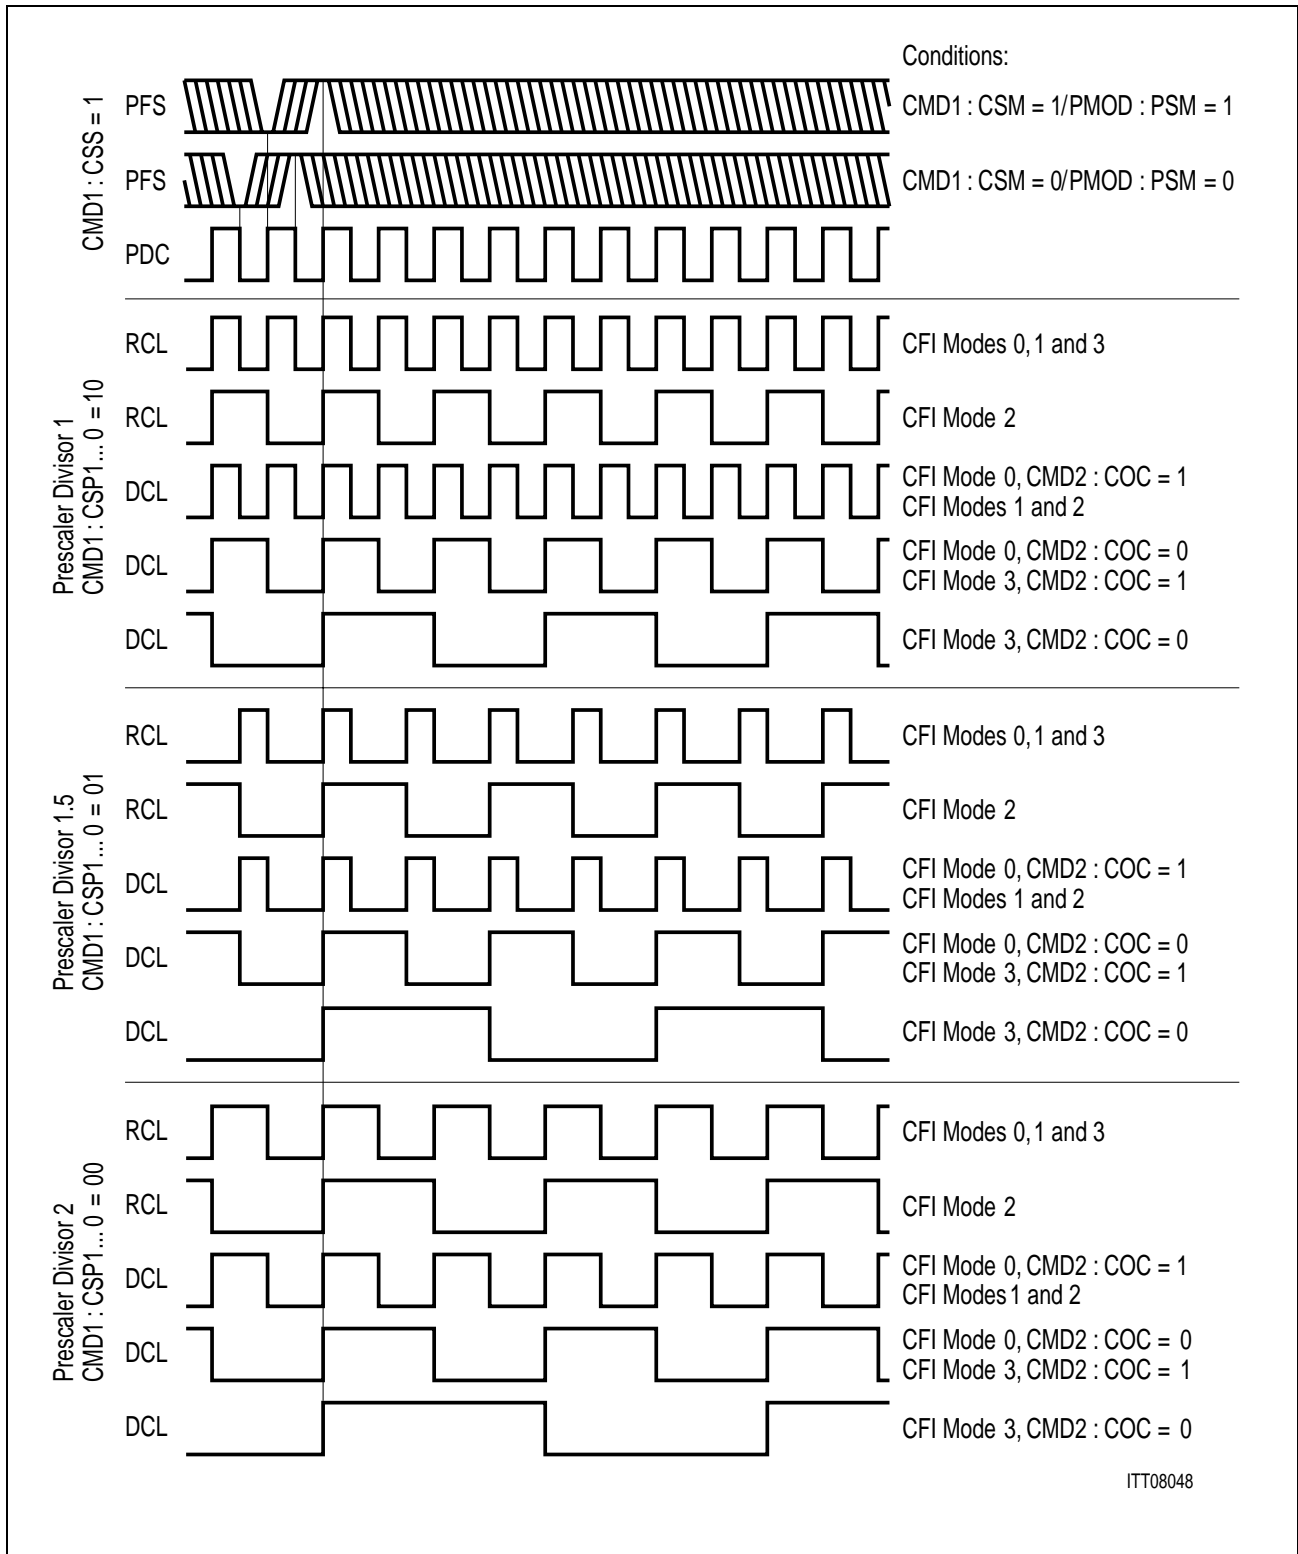 Conditions:
CMD1 : CSS = 1
PFS
CMD1 : CSM = 1/PMOD : PSM = 1
PFS
CMD1 : CSM = 0/PMOD : PSM = 0
PDC
Prescaler Divisor 1
CMD1 : CSP1... 0 = 10
RCL
CFI Modes 0, 1 and 3
RCL
CFI Mode 2
DCL
CFI Mode 0, CMD2 : COC = 1
CFI Modes 1 and 2
DCL
CFI Mode 0, CMD2 : COC = 0
CFI Mode 3, CMD2 : COC = 1
DCL
CFI Mode 3, CMD2 : COC = 0
Prescaler Divisor 1.5
CMD1 : CSP1... 0 = 01
RCL
CFI Modes 0, 1 and 3
RCL
CFI Mode 2
DCL
CFI Mode 0, CMD2 : COC = 1
CFI Modes 1 and 2
DCL
CFI Mode 0, CMD2 : COC = 0
CFI Mode 3, CMD2 : COC = 1
DCL
CFI Mode 3, CMD2 : COC = 0
Prescaler Divisor 2
CMD1 : CSP1... 0 = 00
RCL
CFI Modes 0, 1 and 3
RCL
CFI Mode 2
DCL
CFI Mode 0, CMD2 : COC = 1
CFI Modes 1 and 2
DCL
CFI Mode 0, CMD2 : COC = 0
CFI Mode 3, CMD2 : COC = 1
DCL
CFI Mode 3, CMD2 : COC = 0
ITT08048